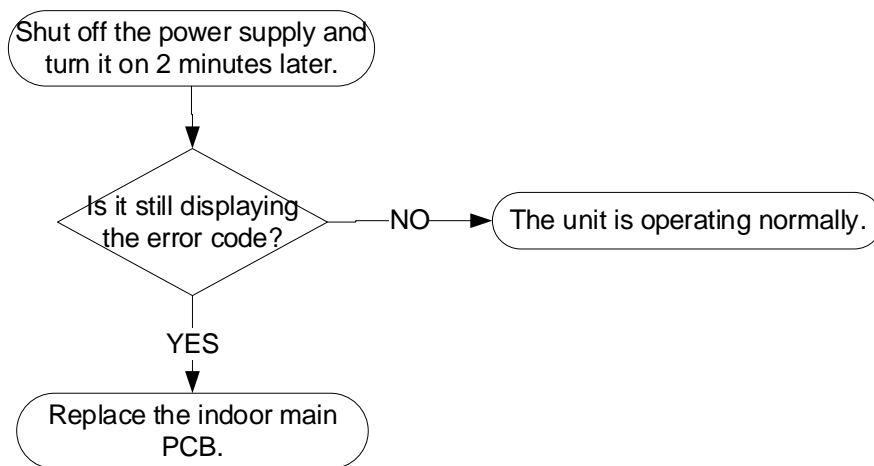 Shut off the power supply and
turn it on 2 minutes later.
Is it still displaying
the error code?
NO
The unit is operating normally.
YES
Replace the indoor main
PCB.